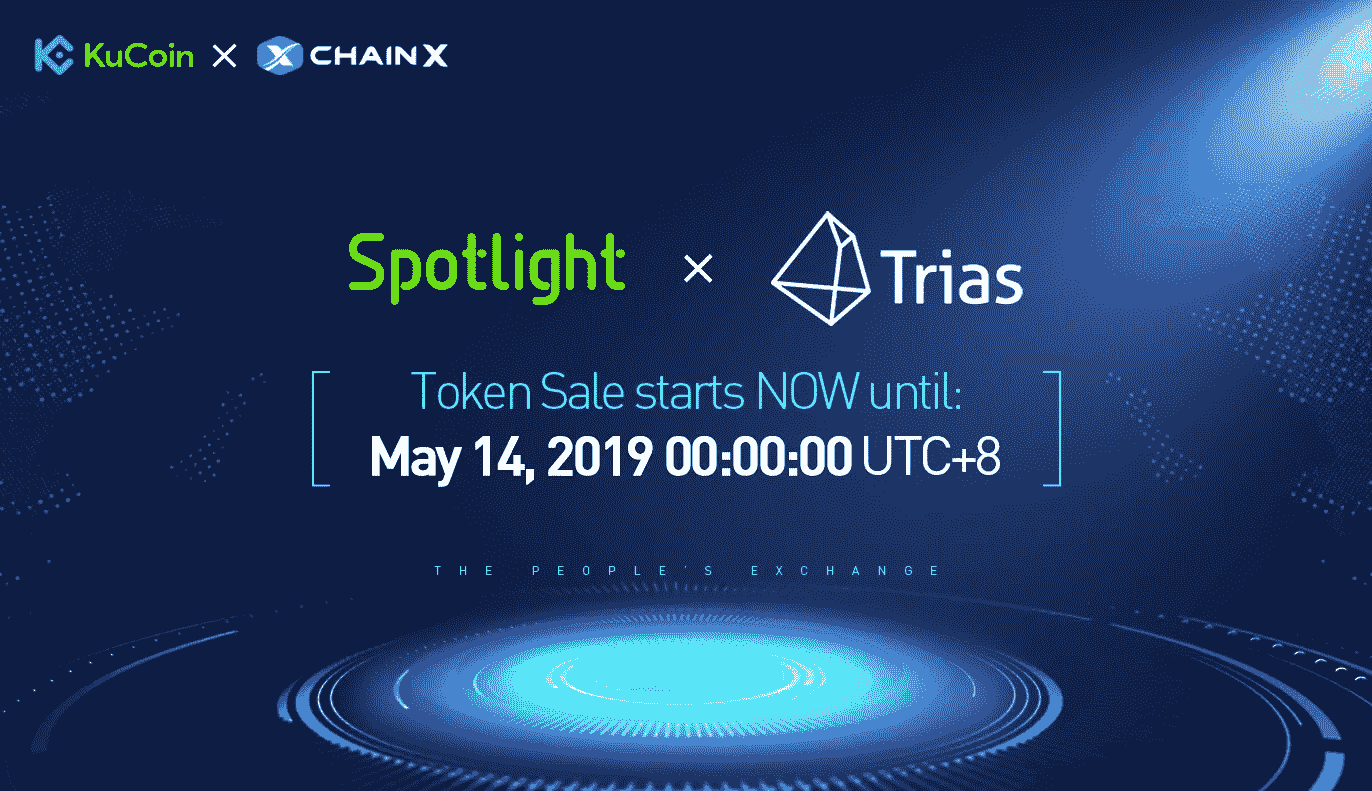 KuCoin × CHAINX
Spotlight × Trias
Token Sale starts NOW until:
May 14, 2019 00:00:00 UTC+8
THE PEOPLE'S EXCHANGE